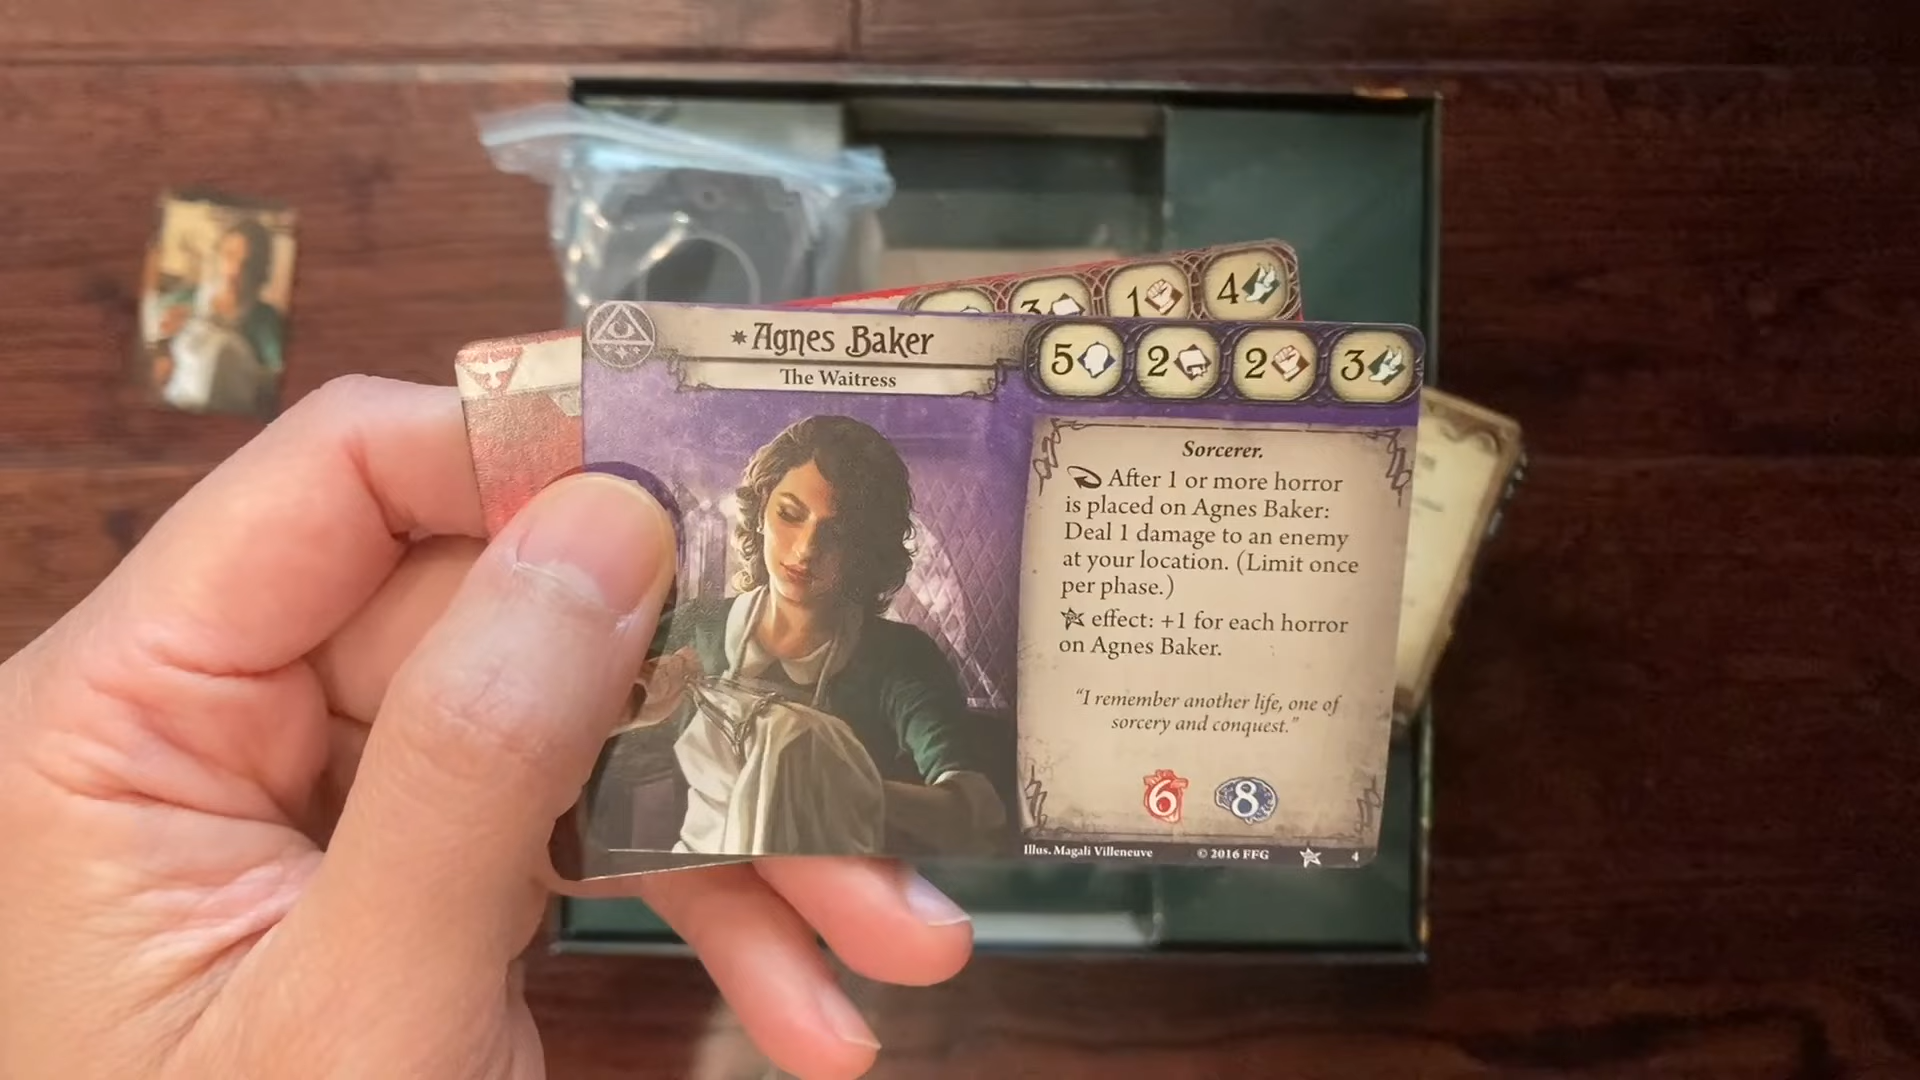 3 1 4
Agnes Baker
The Waitress
5 2 2 3
Sorcerer.
After 1 or more horror
is placed on Agnes Baker:
Deal 1 damage to an enemy
at your location. (Limit once
per phase.)
effect: +1 for each horror
on Agnes Baker.
“I remember another life, one of
sorcery and conquest.”
6 8
Illus. Magali Villeneuve © 2016 FFG 4